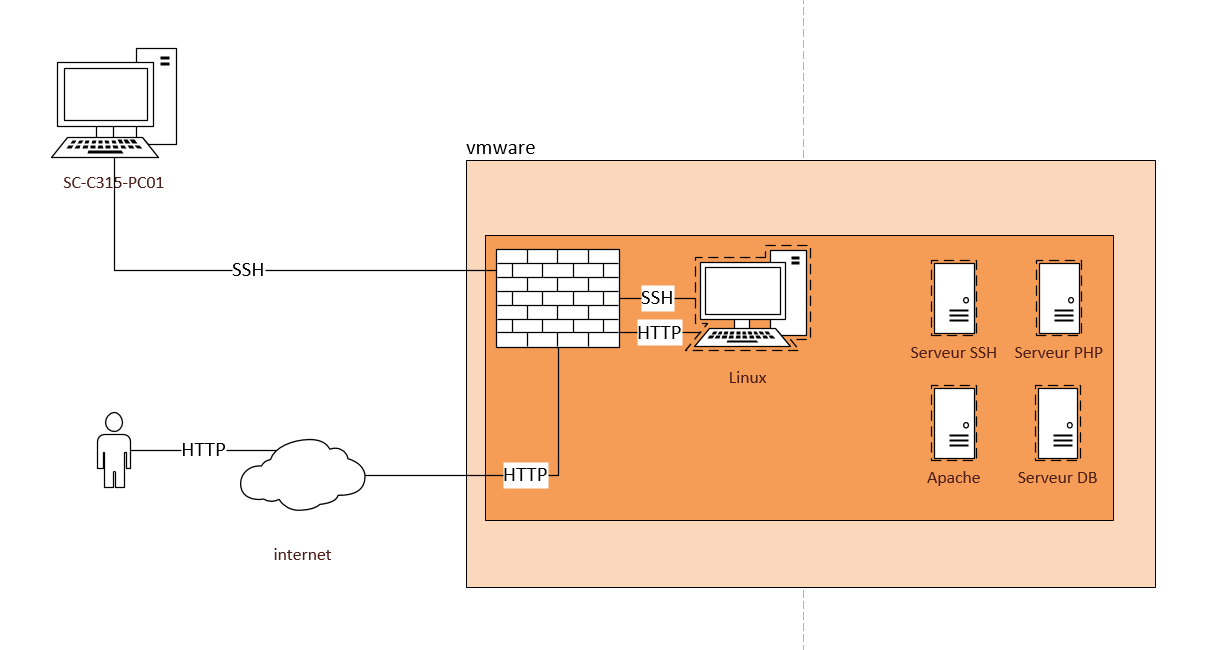 vmware
SC-C315-PC01
SSH
SSH
HTTP
Linux
Serveur SSH
Serveur PHP
HTTP
HTTP
Apache
Serveur DB
internet